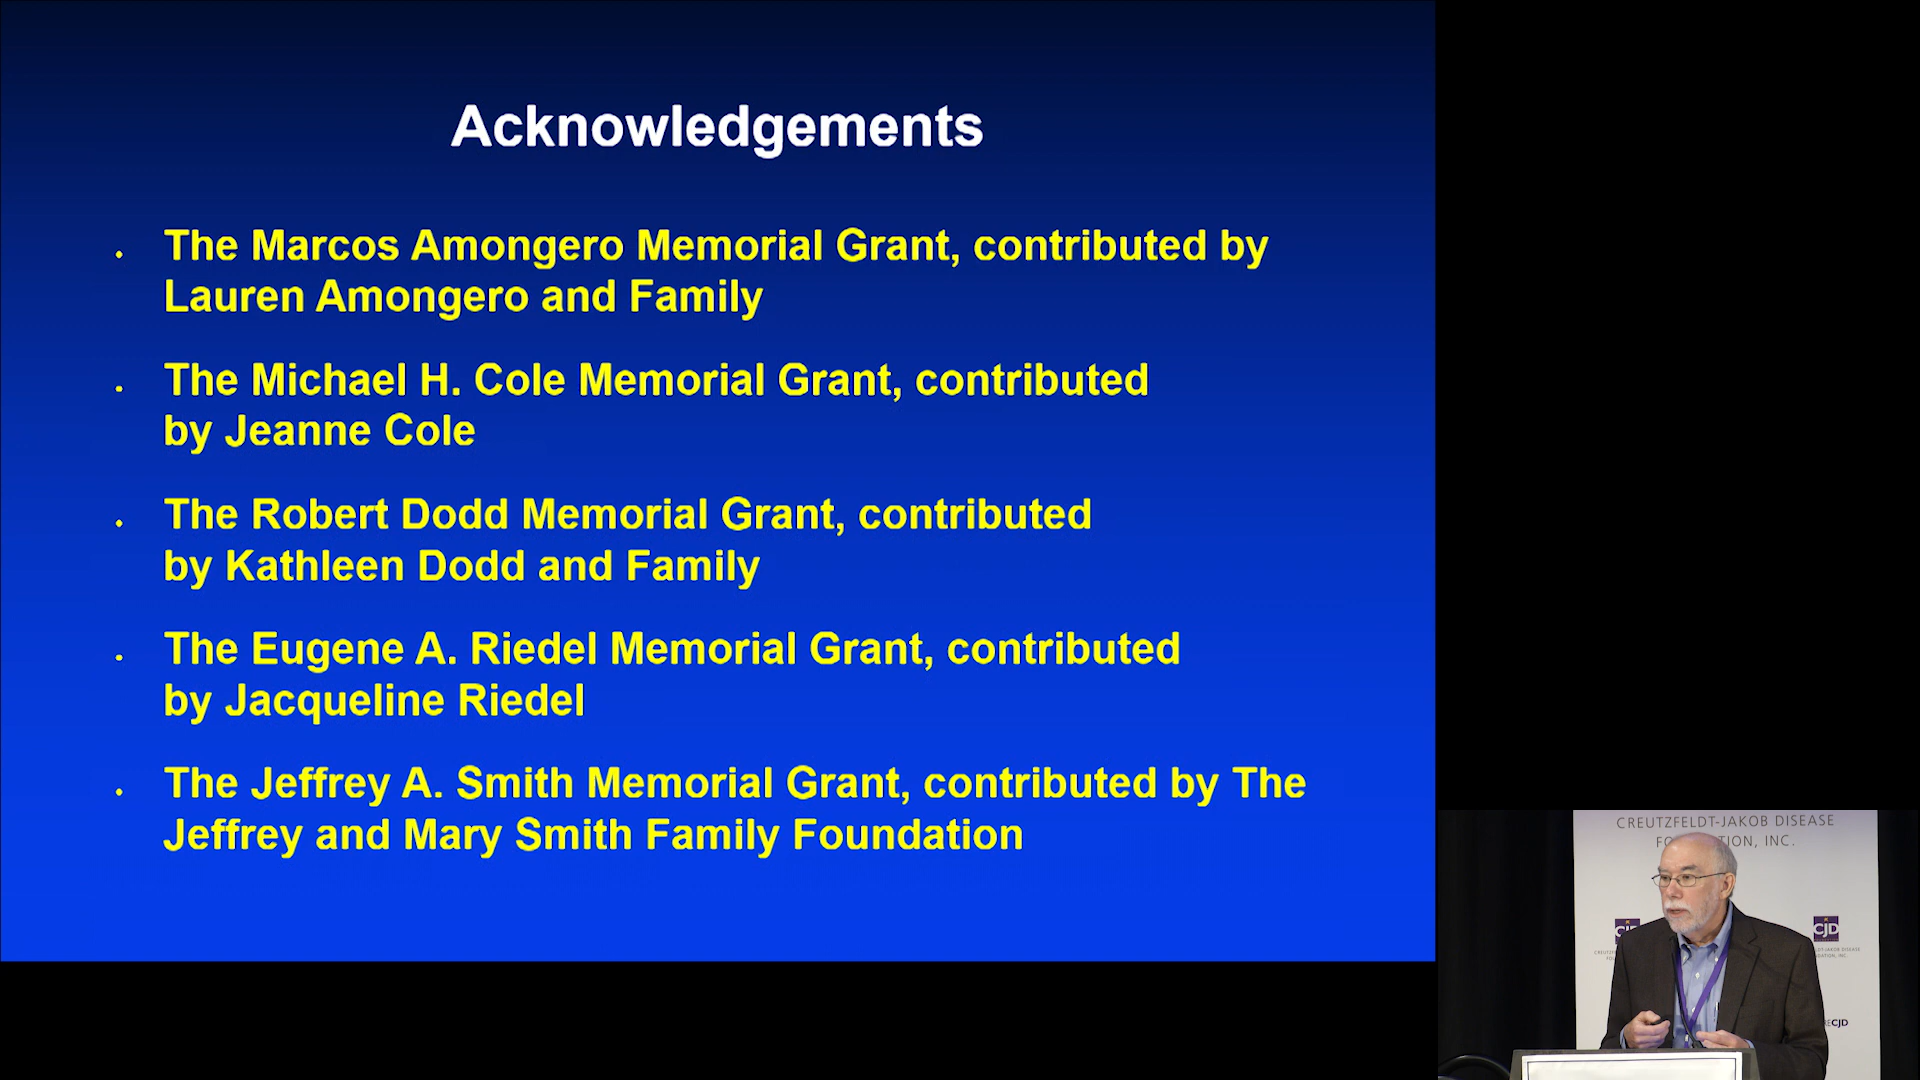 Acknowledgements
The Marcos Amongero Memorial Grant, contributed by
Lauren Amongero and Family
The Michael H. Cole Memorial Grant, contributed
by Jeanne Cole
The Robert Dodd Memorial Grant, contributed
by Kathleen Dodd and Family
The Eugene A. Riedel Memorial Grant, contributed
by Jacqueline Riedel
The Jeffrey A. Smith Memorial Grant, contributed by The
Jeffrey and Mary Smith Family Foundation
CREUTZFELDT-JAKOB DISEASE
INC.
CJD
CJD